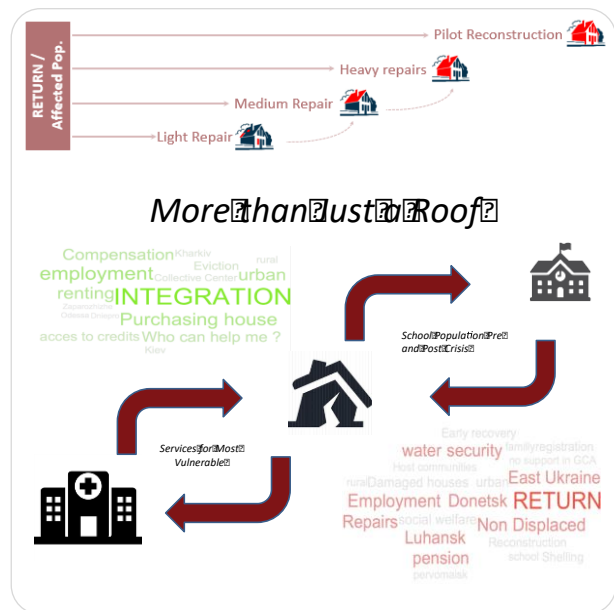 RETURN /
Affected Pop.
Pilot Reconstruction
Heavy repairs
Medium Repair
Light Repair
More than Just a Roof
Compensation Kharkiv
Eviction rural
employment Collective Center urban
renting INTEGRATION
Zaporizhzhia
Odessa Dnieper Purchasing house
acces to credits Who can help me ?
Kiev
School Population Pre
and Post Crisis
Services for Most
Vulnerable
Early recovery
water security family registration
no support in GCA
Host communities East Ukraine
rural Damaged houses urban
Employment Donetsk RETURN
Repairs social welfare Non Displaced
Luhansk Reconstruction
pension school Shelling
pervomaisk